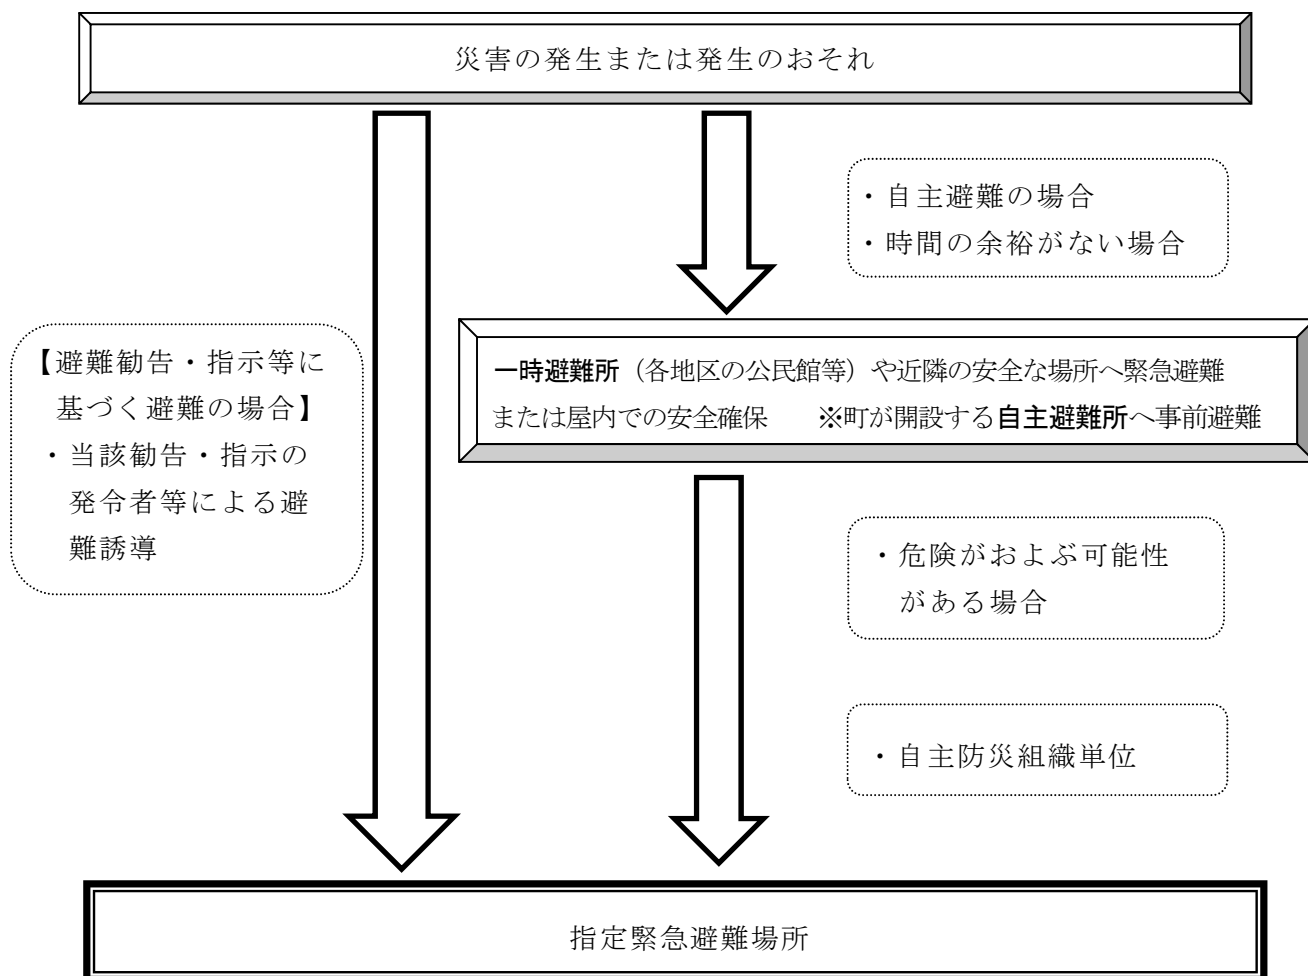 災害の発生または発生のおそれ
・自主避難の場合
・時間の余裕がない場合
【避難勧告・指示等に
基づく避難の場合】
・当該勧告・指示の
発令者等による避
難誘導
一時避難所（各地区の公民館等）や近隣の安全な場所へ緊急避難
または屋内での安全確保　　※町が開設する自主避難所へ事前避難
・危険がおよぶ可能性
がある場合
・自主防災組織単位
指定緊急避難場所